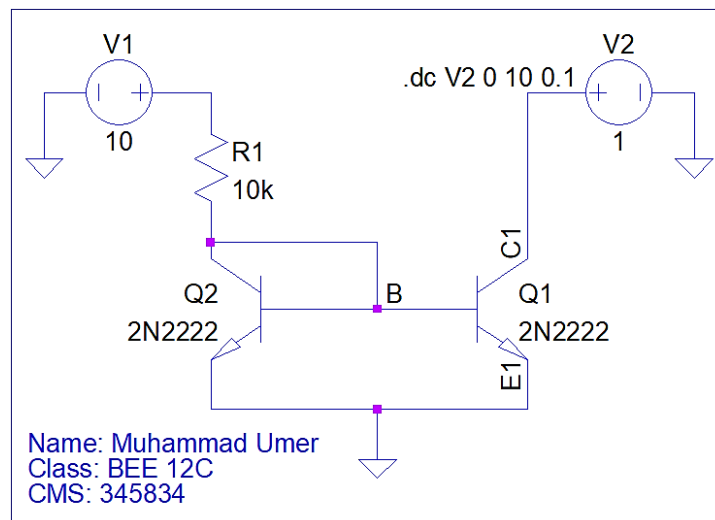 V1
V2
.dc V2 0 10 0.1
10
1
R1
10k
C1
Q2
B
Q1
2N2222
2N2222
E1
Name: Muhammad Umer
Class: BEE 12C
CMS: 345834